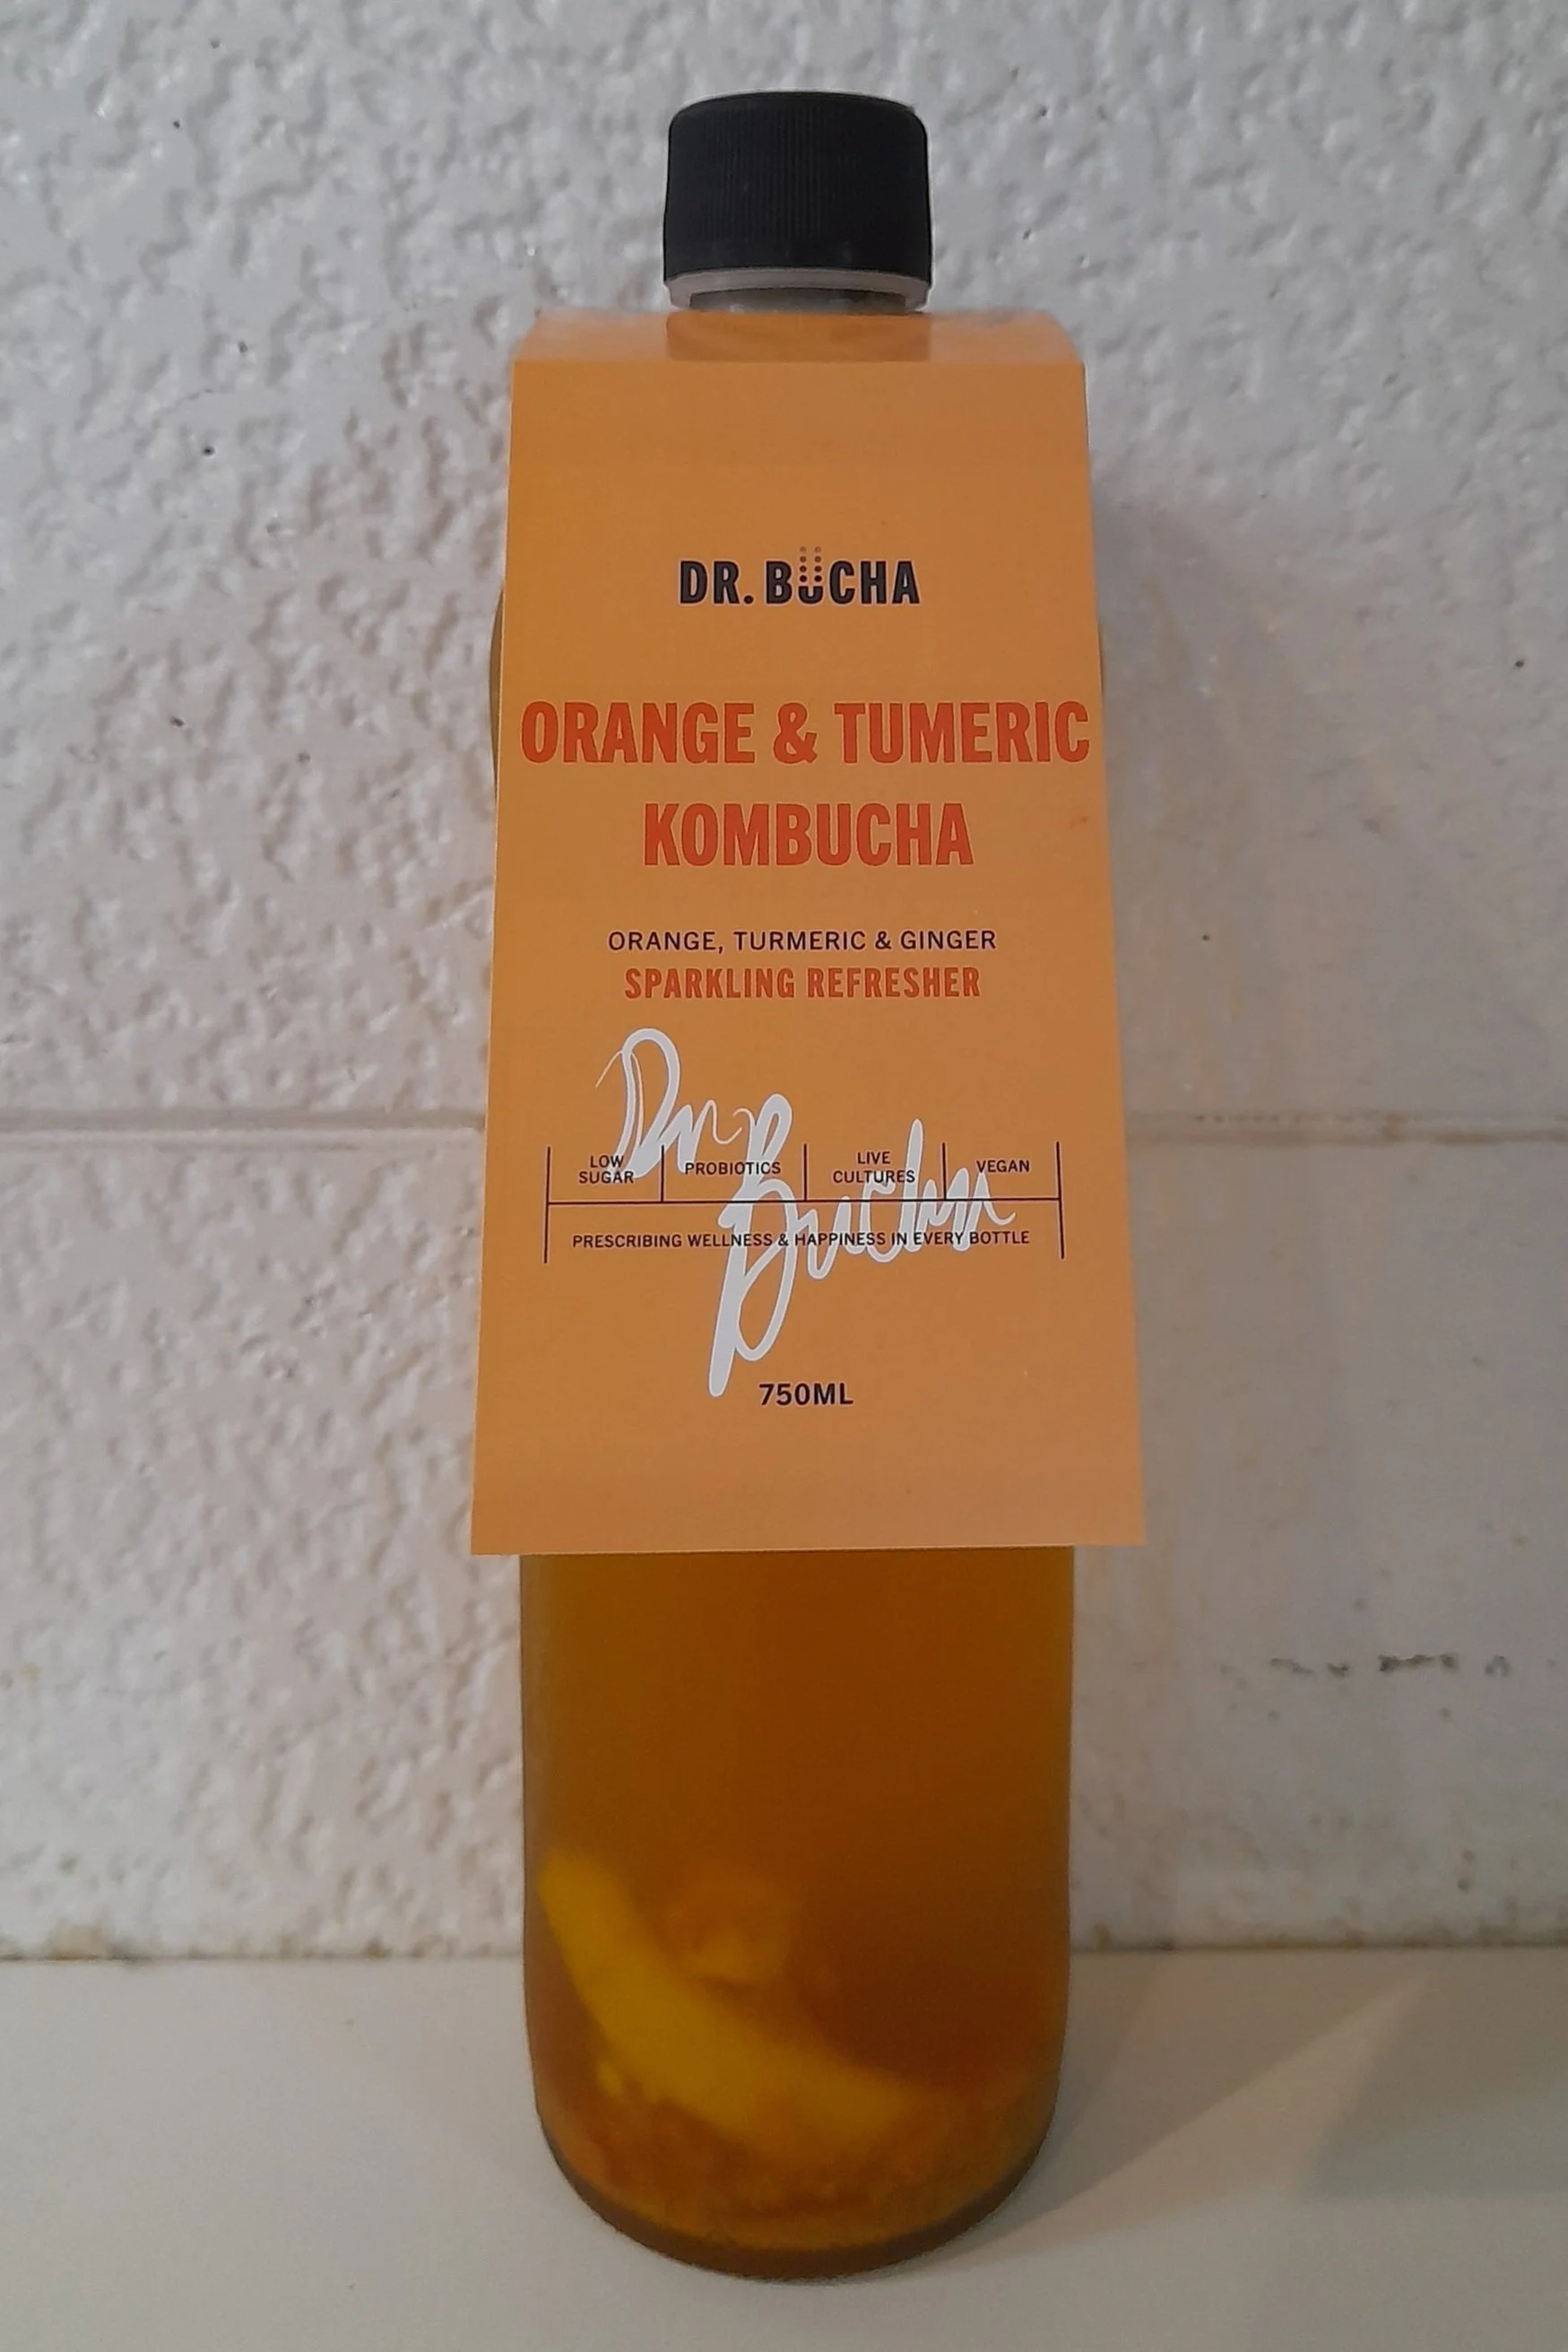 DR. BUCHA
ORANGE & TUMERIC
KOMBUCHA
ORANGE, TURMERIC & GINGER
SPARKLING REFRESHER
Dr Bucha
LOW SUGAR
PROBIOTICS
LIVE CULTURES
VEGAN
PRESCRIBING WELLNESS & HAPPINESS IN EVERY BOTTLE
750ML